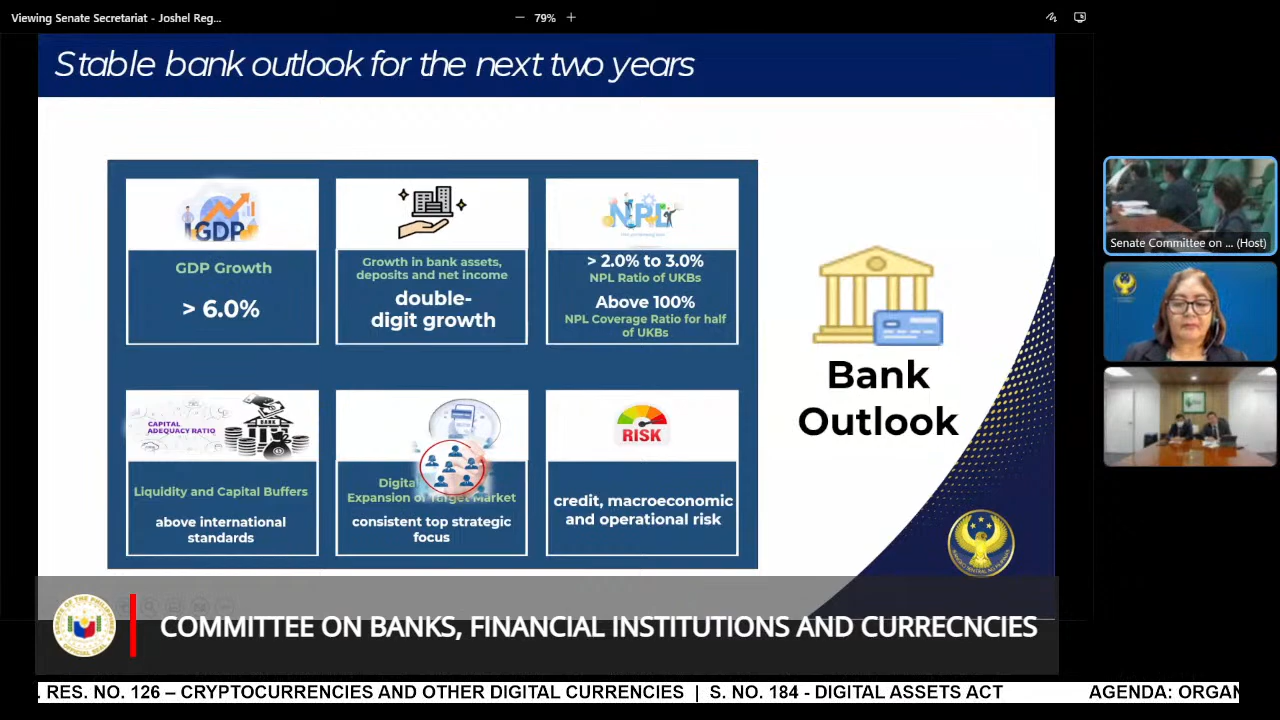 Viewing Senate Secretariat - Joshel Reg...
79%
Stable bank outlook for the next two years
GDP
GDP Growth
> 6.0%
Growth in bank assets,
deposits and net income
double-
digit growth
NPL
> 2.0% to 3.0%
NPL Ratio of UKBs
Above 100%
NPL Coverage Ratio for half
of UKBs
CAPITAL
ADEQUACY RATIO
BANK
Liquidity and Capital Buffers
above international
standards
Expansion of Target Market
consistent top strategic
focus
RISK
credit, macroeconomic
and operational risk
Bank
Outlook
Senate Committee on ... (Host)
COMMITTEE ON BANKS, FINANCIAL INSTITUTIONS AND CURRECNCIES
. RES. NO. 126 – CRYPTOCURRENCIES AND OTHER DIGITAL CURRENCIES | S. NO. 184 - DIGITAL ASSETS ACT AGENDA: ORGAN